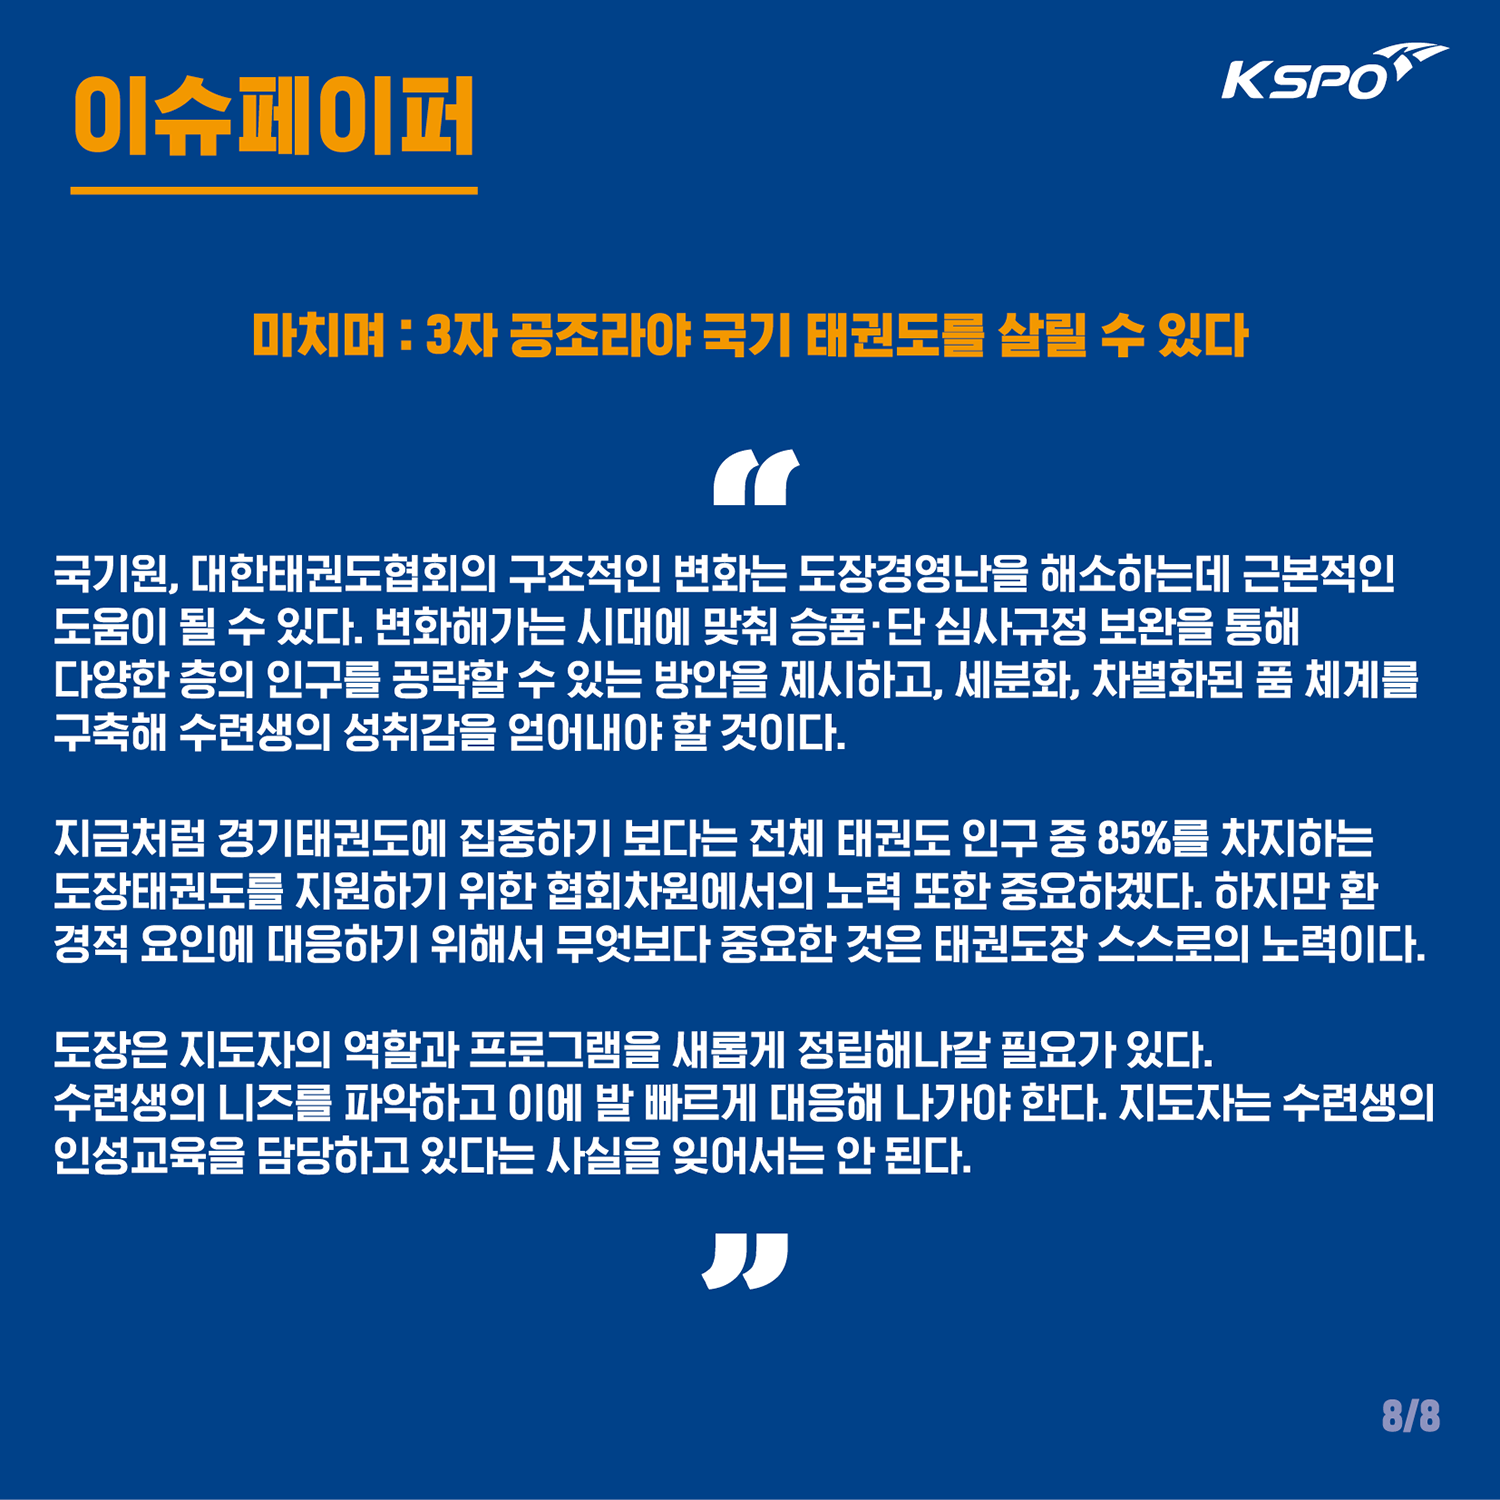 이슈페이퍼
KSPO
마치며 : 3자 공조라야 국기 태권도를 살릴 수 있다
“
국기원, 대한태권도협회의 구조적인 변화는 도장경영난을 해소하는데 근본적인
도움이 될 수 있다. 변화해가는 시대에 맞춰 승품·단 심사규정 보완을 통해
다양한 층의 인구를 공략할 수 있는 방안을 제시하고, 세분화, 차별화된 품 체계를
구축해 수련생의 성취감을 얻어내야 할 것이다.
지금처럼 경기태권도에 집중하기 보다는 전체 태권도 인구 중 85%를 차지하는
도장태권도를 지원하기 위한 협회차원에서의 노력 또한 중요하겠다. 하지만 환
경적 요인에 대응하기 위해서 무엇보다 중요한 것은 태권도장 스스로의 노력이다.
도장은 지도자의 역할과 프로그램을 새롭게 정립해나갈 필요가 있다.
수련생의 니즈를 파악하고 이에 발 빠르게 대응해 나가야 한다. 지도자는 수련생의
인성교육을 담당하고 있다는 사실을 잊어서는 안 된다.
”
8/8